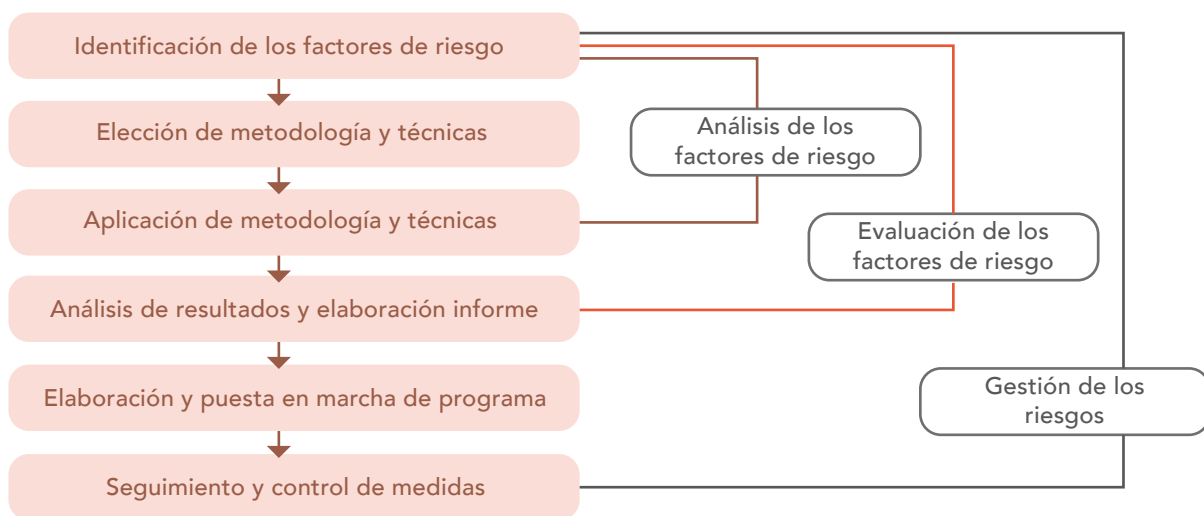 Identificación de los factores de riesgo
Elección de metodología y técnicas
Análisis de los
factores de riesgo
Aplicación de metodología y técnicas
Evaluación de los
factores de riesgo
Análisis de resultados y elaboración informe
Elaboración y puesta en marcha de programa
Gestión de los
riesgos
Seguimiento y control de medidas